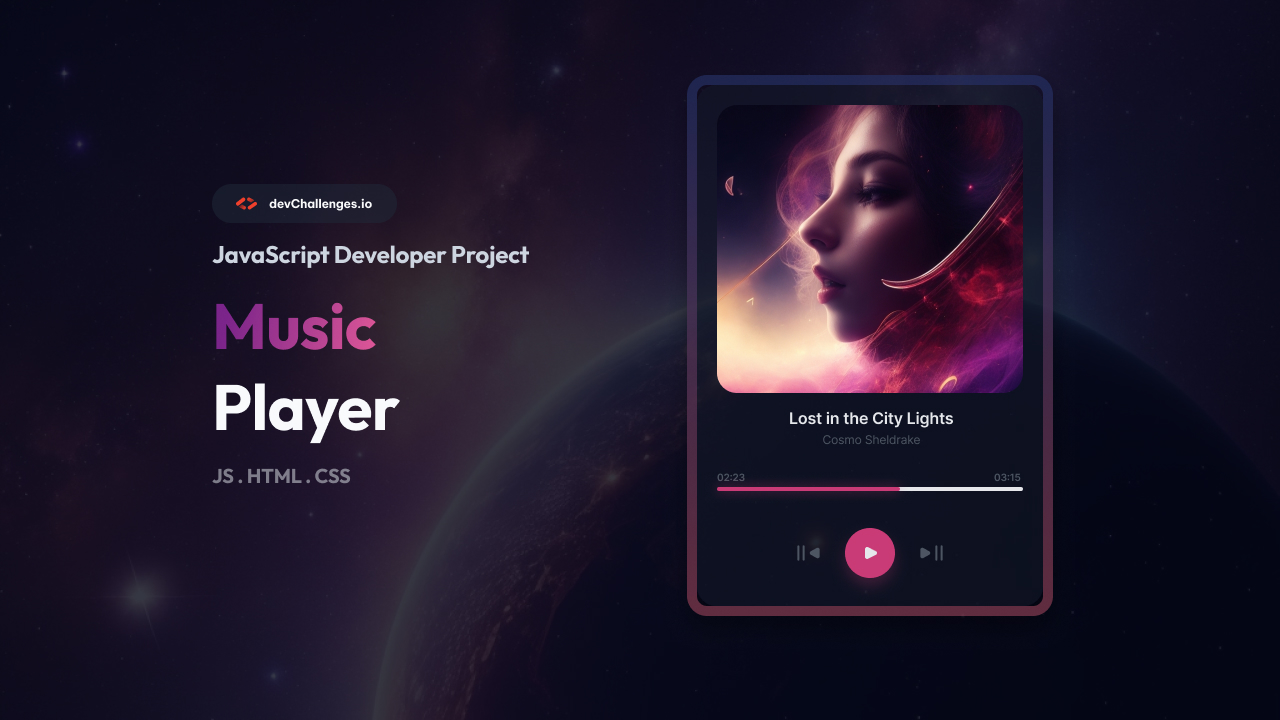 devChallenges.io
JavaScript Developer Project
Music
Player
JS . HTML . CSS
Lost in the City Lights
Cosmo Sheldrake
02:23 03:15